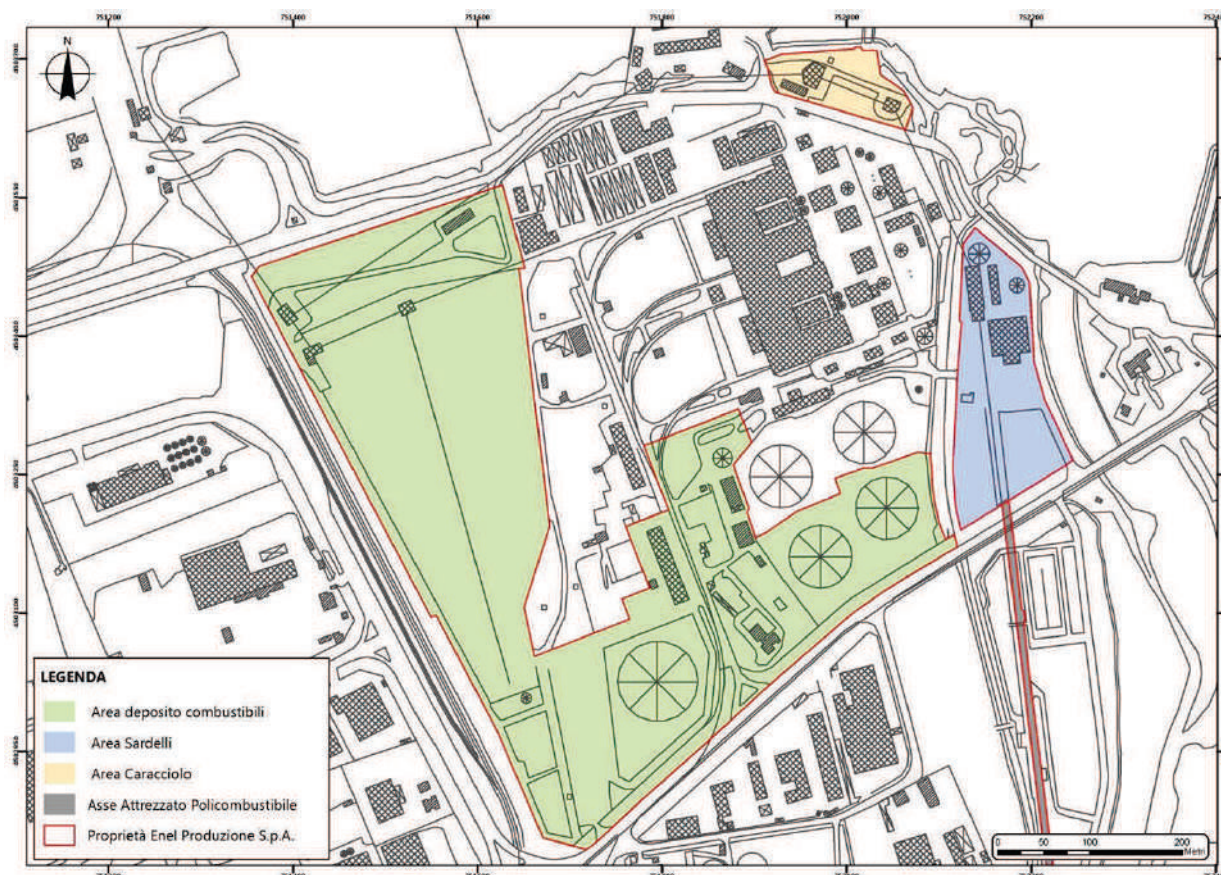 751200 751400 751600 751800 752000 752200
N
LEGENDA
Area deposito combustibili
Area Sardelli
Area Caracciolo
Asse Attrezzato Policombustibile
Proprietà Enel Produzione S.p.A.
0 50 100 200
Metri